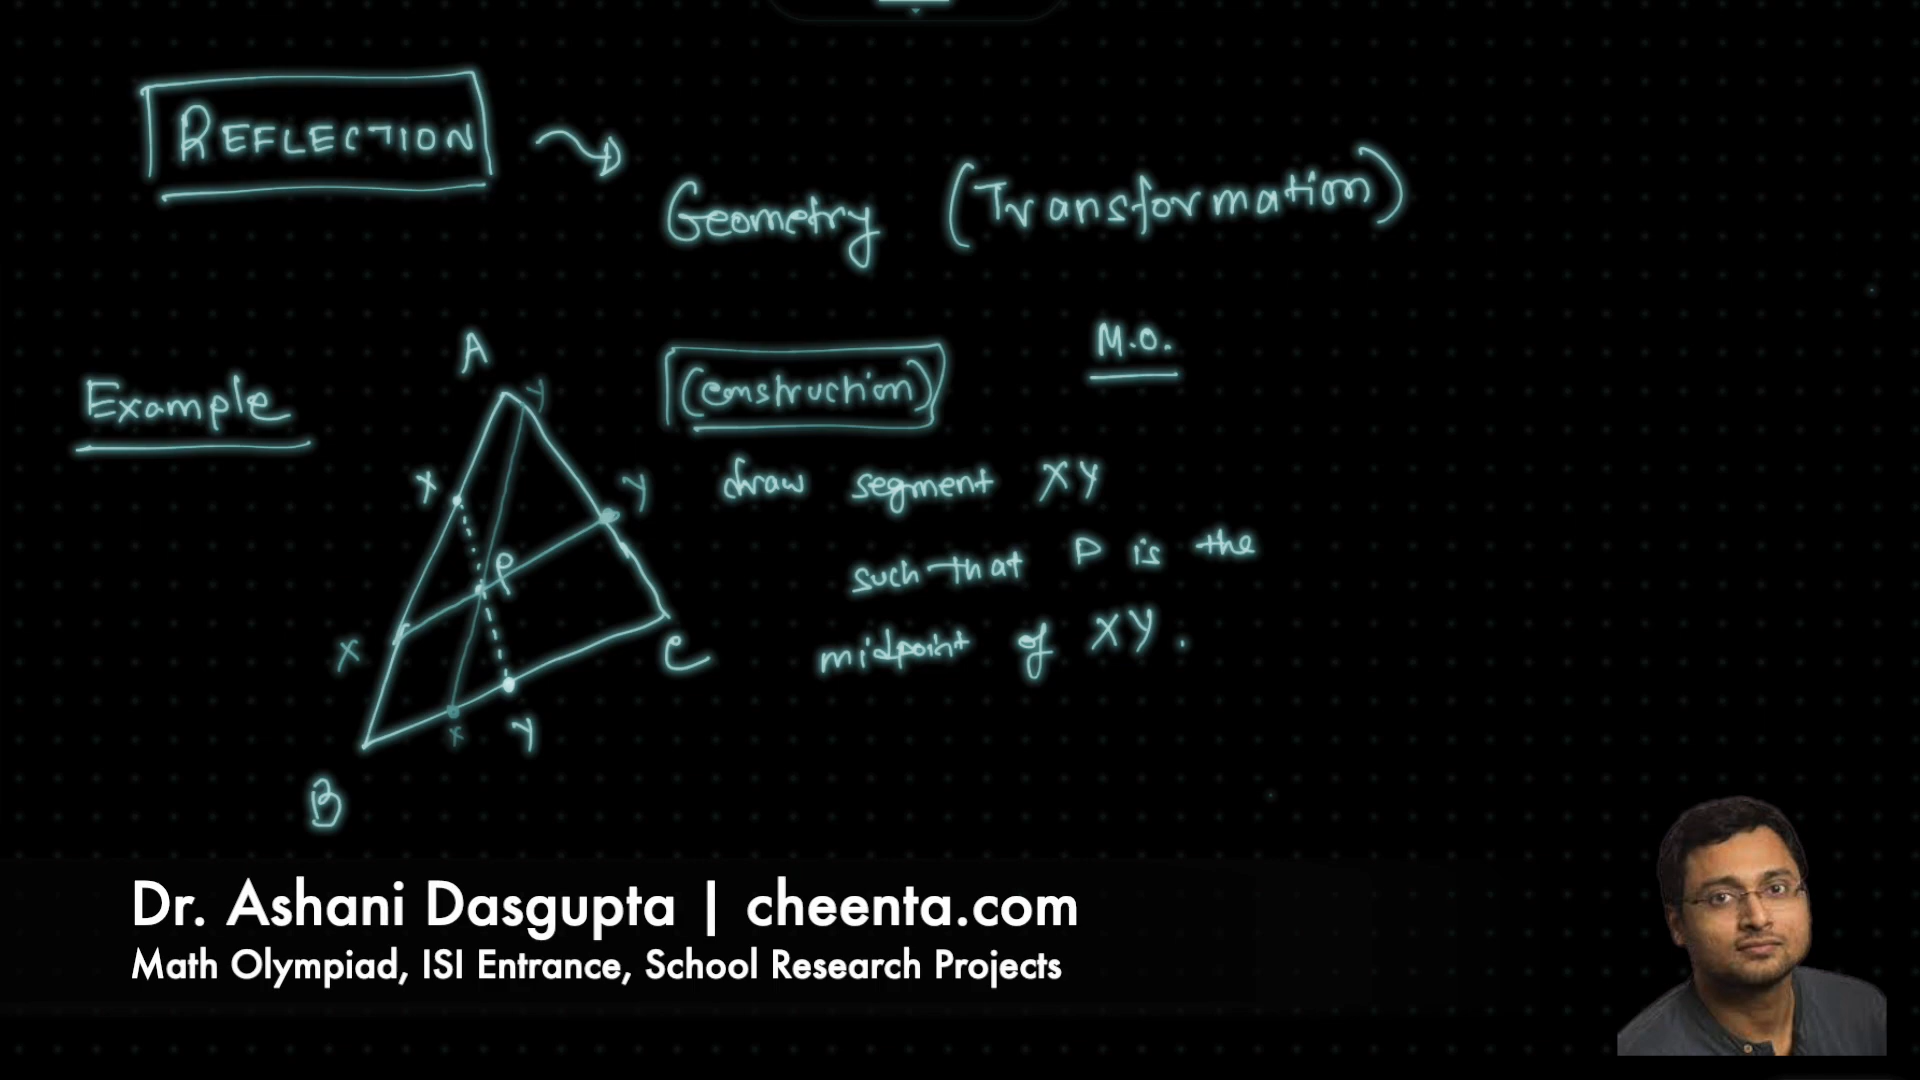 REFLECTION
Geometry (Transformation)
M.O.
Example
(construction)
A
y
X
y
draw segment XY
P
such that P is the
X
midpoint of XY.
C
x
y
B
Dr. Ashani Dasgupta | cheenta.com
Math Olympiad, ISI Entrance, School Research Projects